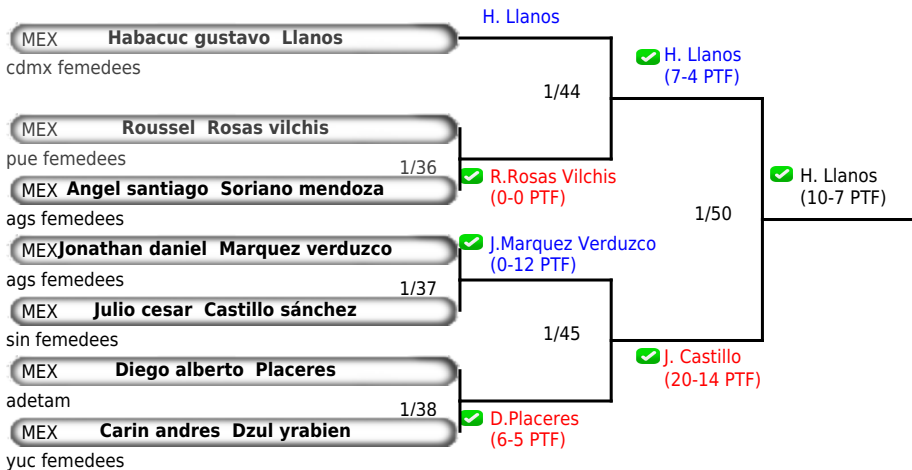 H. Llanos
MEX Habacuc gustavo Llanos
cdmx femedees
H. Llanos
(7-4 PTF)
1/44
MEX Roussel Rosas vilchis
pue femedees
1/36
R.Rosas Vilchis
(0-0 PTF)
MEX Angel santiago Soriano mendoza
ags femedees
H. Llanos
(10-7 PTF)
1/50
MEX Jonathan daniel Marquez verduzco
ags femedees
J.Marquez Verduzco
(0-12 PTF)
1/37
MEX Julio cesar Castillo sánchez
sin femedees
1/45
J. Castillo
(20-14 PTF)
MEX Diego alberto Placeres
adetam
1/38
D.Placeres
(6-5 PTF)
MEX Carin andres Dzul yrabien
yuc femedees